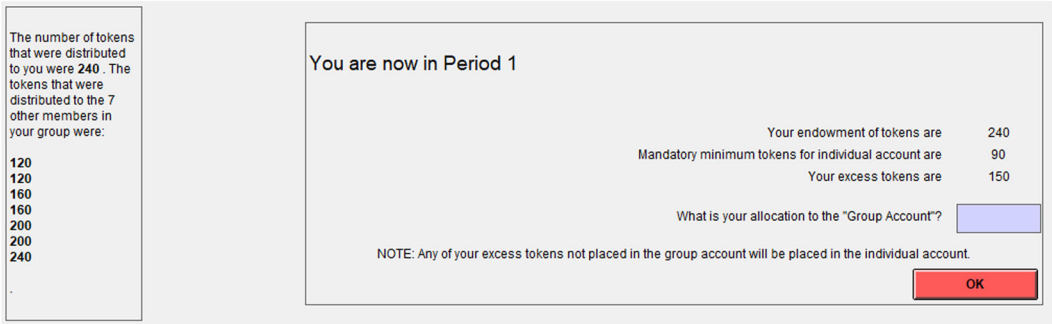 The number of tokens
that were distributed
to you were 240 . The
tokens that were
distributed to the 7
other members in
your group were:
120
120
160
160
200
200
240
.
You are now in Period 1
Your endowment of tokens are 240
Mandatory minimum tokens for individual account are 90
Your excess tokens are 150
What is your allocation to the "Group Account"?
NOTE: Any of your excess tokens not placed in the group account will be placed in the individual account.
OK